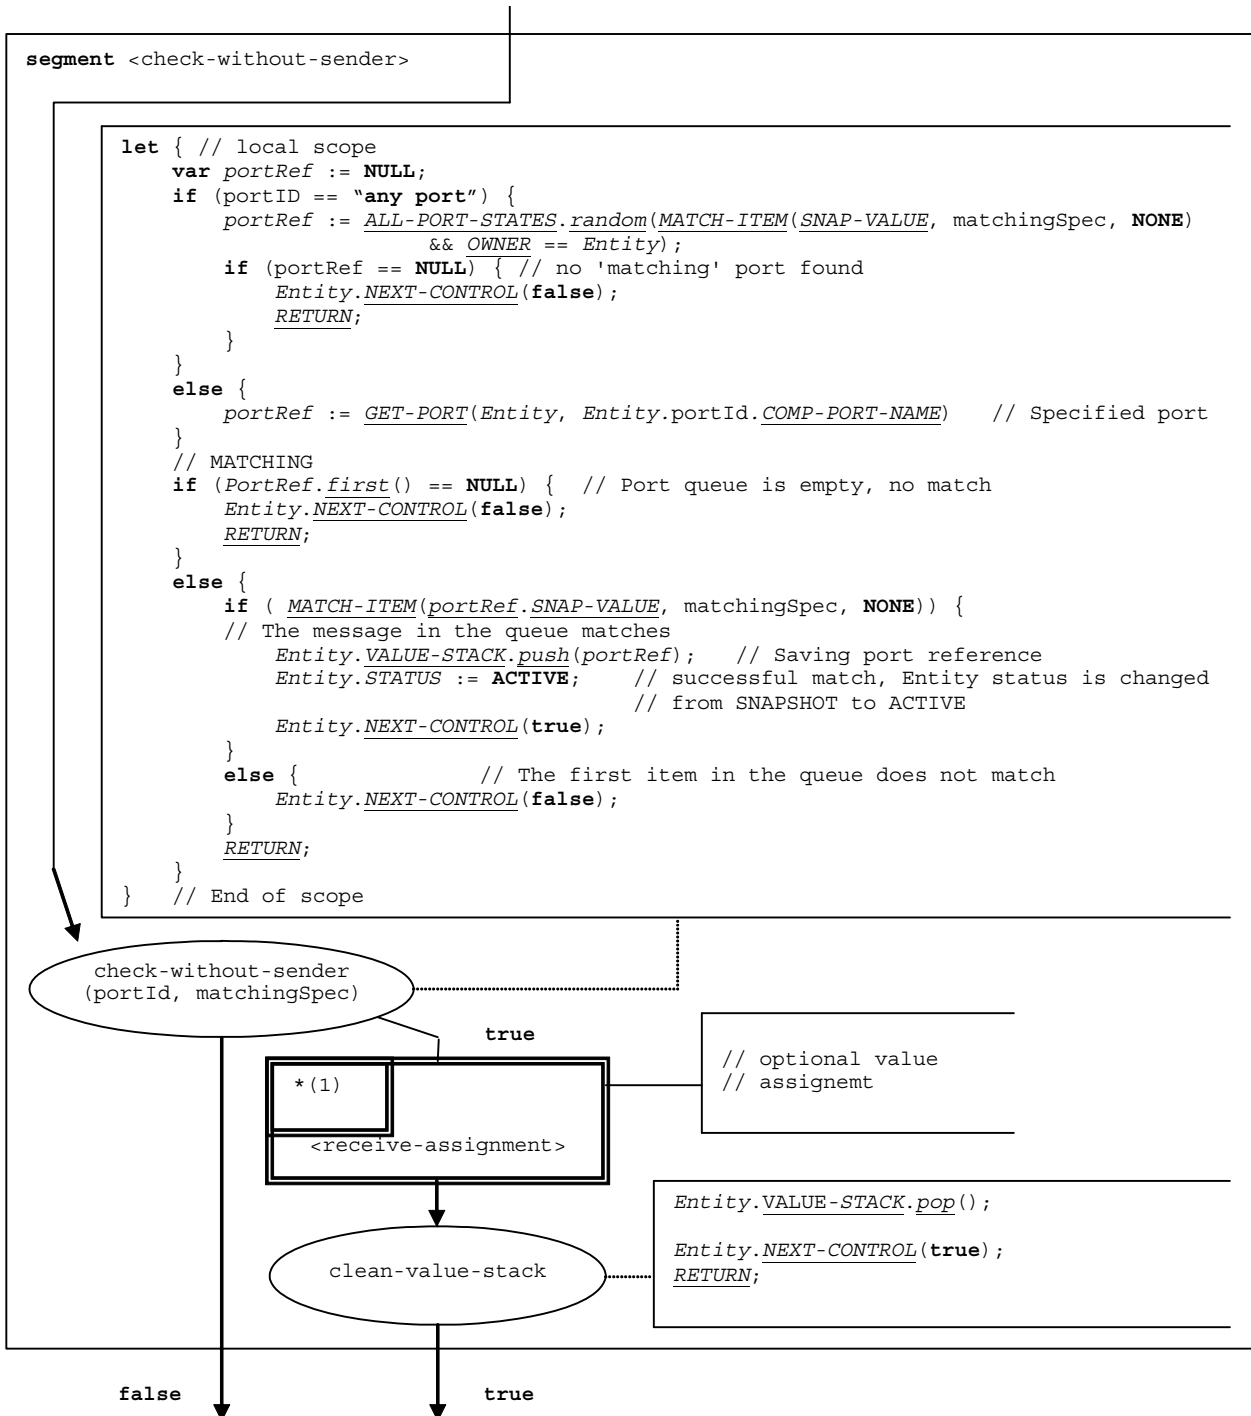 segment <check-without-sender>
let { // local scope
var portRef := NULL;
if (portID == “any port”) {
portRef := ALL-PORT-STATES.random(MATCH-ITEM(SNAP-VALUE, matchingSpec, NONE)
&& OWNER == Entity);
if (portRef == NULL) { // no 'matching' port found
Entity.NEXT-CONTROL(false);
RETURN;
}
}
else {
portRef := GET-PORT(Entity, Entity.portId.COMP-PORT-NAME) // Specified port
}
// MATCHING
if (PortRef.first() == NULL) { // Port queue is empty, no match
Entity.NEXT-CONTROL(false);
RETURN;
}
else {
if ( MATCH-ITEM(portRef.SNAP-VALUE, matchingSpec, NONE)) {
// The message in the queue matches
Entity.VALUE-STACK.push(portRef); // Saving port reference
Entity.STATUS := ACTIVE; // successful match, Entity status is changed
// from SNAPSHOT to ACTIVE
Entity.NEXT-CONTROL(true);
}
else { // The first item in the queue does not match
Entity.NEXT-CONTROL(false);
}
RETURN;
}
} // End of scope
check-without-sender
(portId, matchingSpec)
true
// optional value
// assignemt
*(1)
<receive-assignment>
Entity.VALUE-STACK.pop();
Entity.NEXT-CONTROL(true);
RETURN;
clean-value-stack
false
true